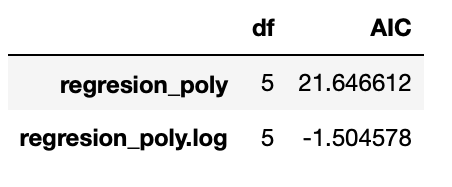 df AIC
regresion_poly 5 21.646612
regresion_poly.log 5 -1.504578